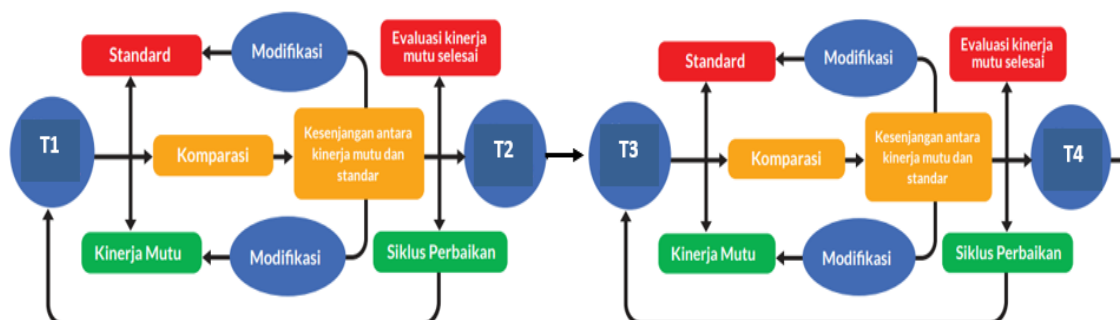 T1
Standard
Modifikasi
Evaluasi kinerja
mutu selesai
Komparasi
Kesenjangan antara
kinerja mutu dan
standar
T2
Kinerja Mutu
Modifikasi
Siklus Perbaikan
T3
Standard
Modifikasi
Evaluasi kinerja
mutu selesai
Komparasi
Kesenjangan antara
kinerja mutu dan
standar
T4
Kinerja Mutu
Modifikasi
Siklus Perbaikan